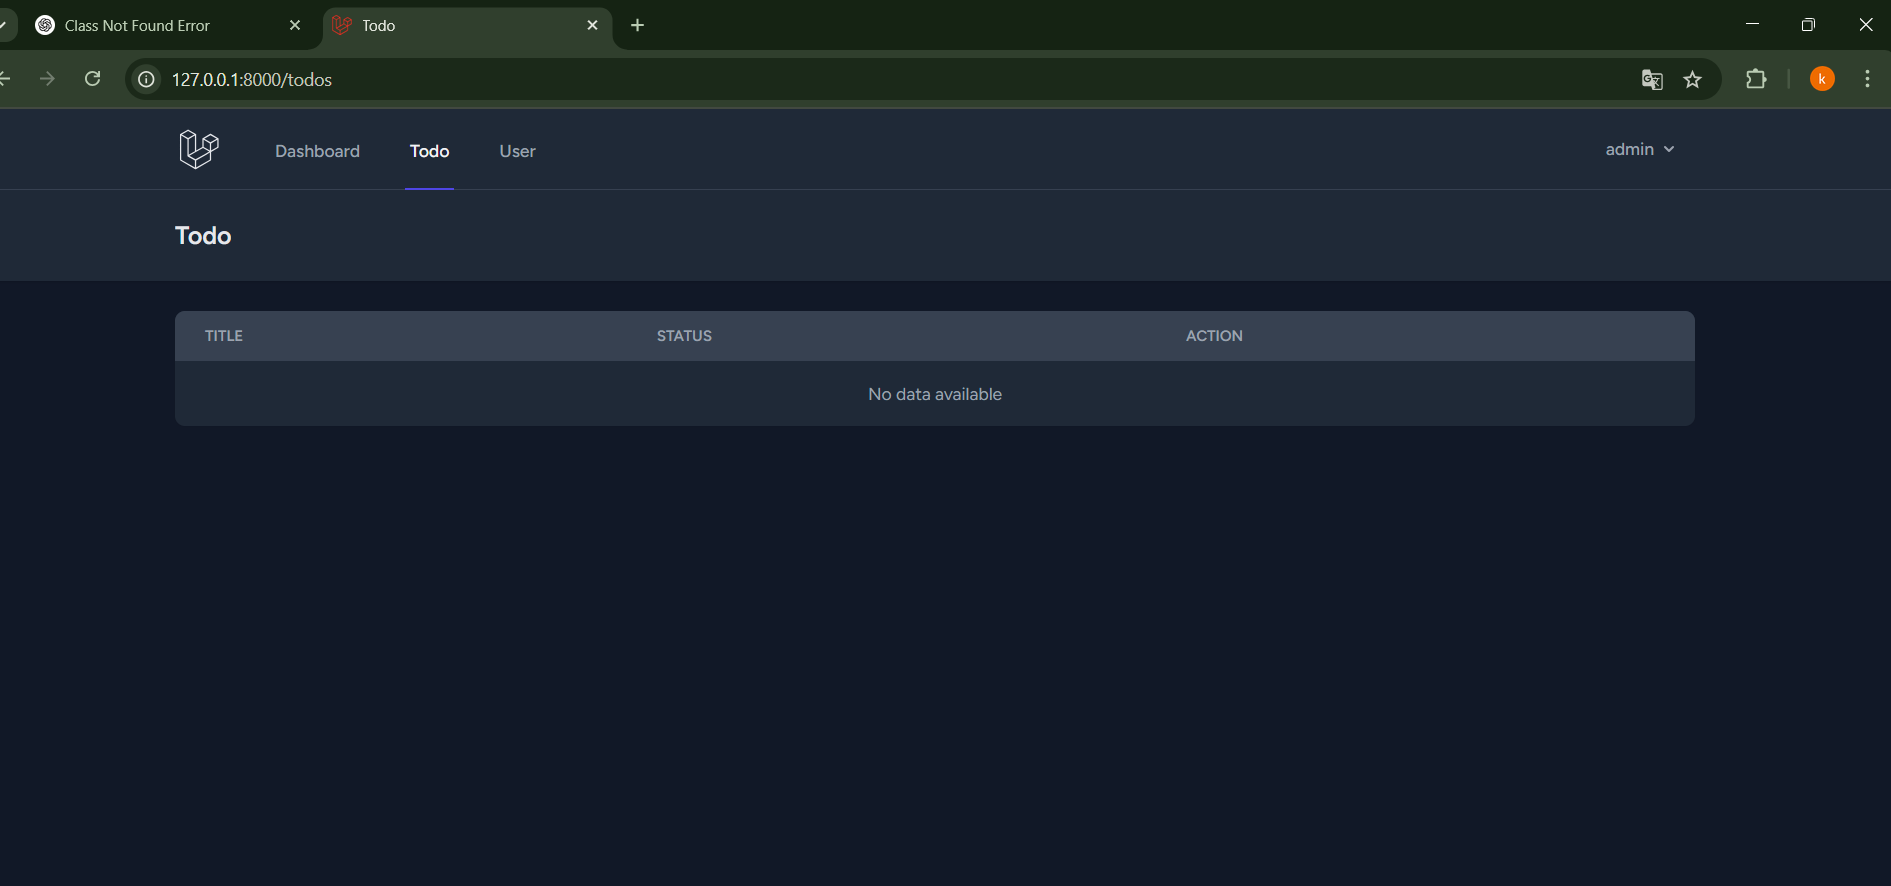 Class Not Found Error
Todo
127.0.0.1:8000/todos
k
Dashboard
Todo
User
admin
Todo
TITLE
STATUS
ACTION
No data available